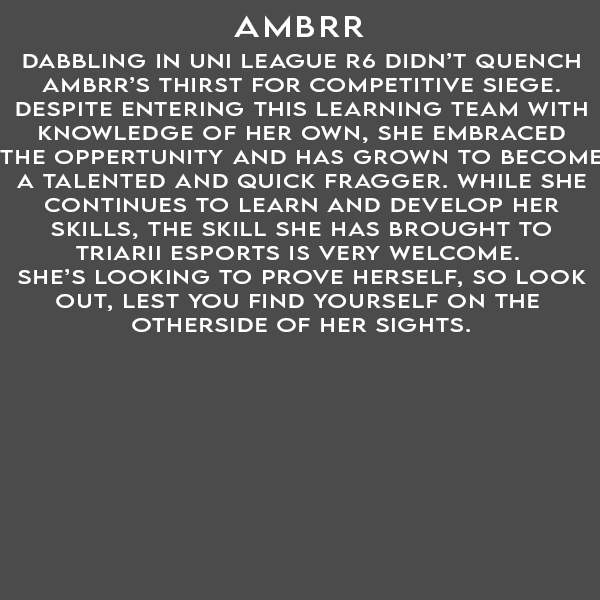 AMBRR
DABBLING IN UNI LEAGUE R6 DIDN'T QUENCH
AMBRR'S THIRST FOR COMPETITIVE SIEGE.
DESPITE ENTERING THIS LEARNING TEAM WITH
KNOWLEDGE OF HER OWN, SHE EMBRACED
THE OPPERTUNITY AND HAS GROWN TO BECOME
A TALENTED AND QUICK FRAGGER. WHILE SHE
CONTINUES TO LEARN AND DEVELOP HER
SKILLS, THE SKILL SHE HAS BROUGHT TO
TRIARII ESPORTS IS VERY WELCOME.
SHE'S LOOKING TO PROVE HERSELF, SO LOOK
OUT, LEST YOU FIND YOURSELF ON THE
OTHERSIDE OF HER SIGHTS.